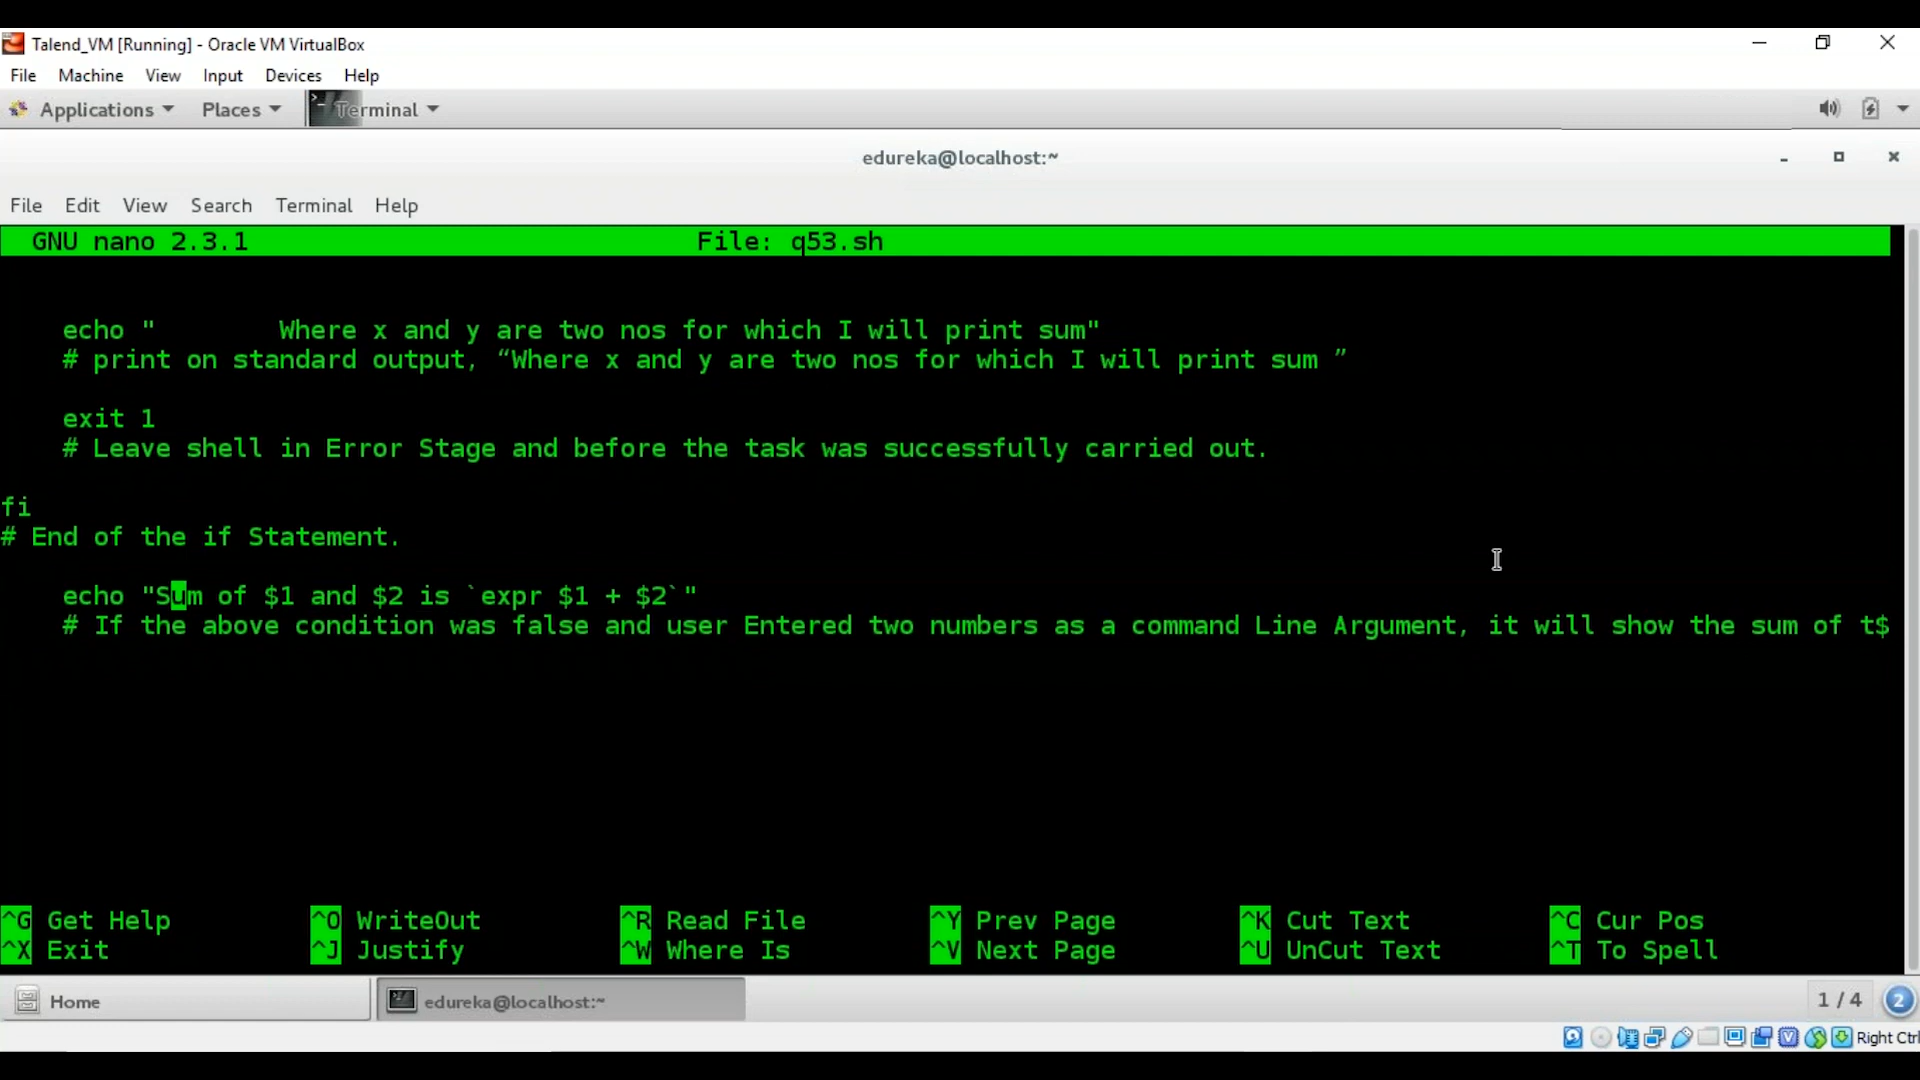 Talend_VM [Running] - Oracle VM VirtualBox
File Machine View Input Devices Help
Applications Places Terminal
edureka@localhost:~
File Edit View Search Terminal Help
GNU nano 2.3.1 File: q53.sh
echo " Where x and y are two nos for which I will print sum"
# print on standard output, “Where x and y are two nos for which I will print sum ”
exit 1
# Leave shell in Error Stage and before the task was successfully carried out.
fi
# End of the if Statement.
echo "Sum of $1 and $2 is `expr $1 + $2`"
# If the above condition was false and user Entered two numbers as a command Line Argument, it will show the sum of t$
^G Get Help ^O WriteOut ^R Read File ^Y Prev Page ^K Cut Text ^C Cur Pos
^X Exit ^J Justify ^W Where Is ^V Next Page ^U UnCut Text ^T To Spell
Home edureka@localhost:~ 1 / 4 2
Right Ctrl